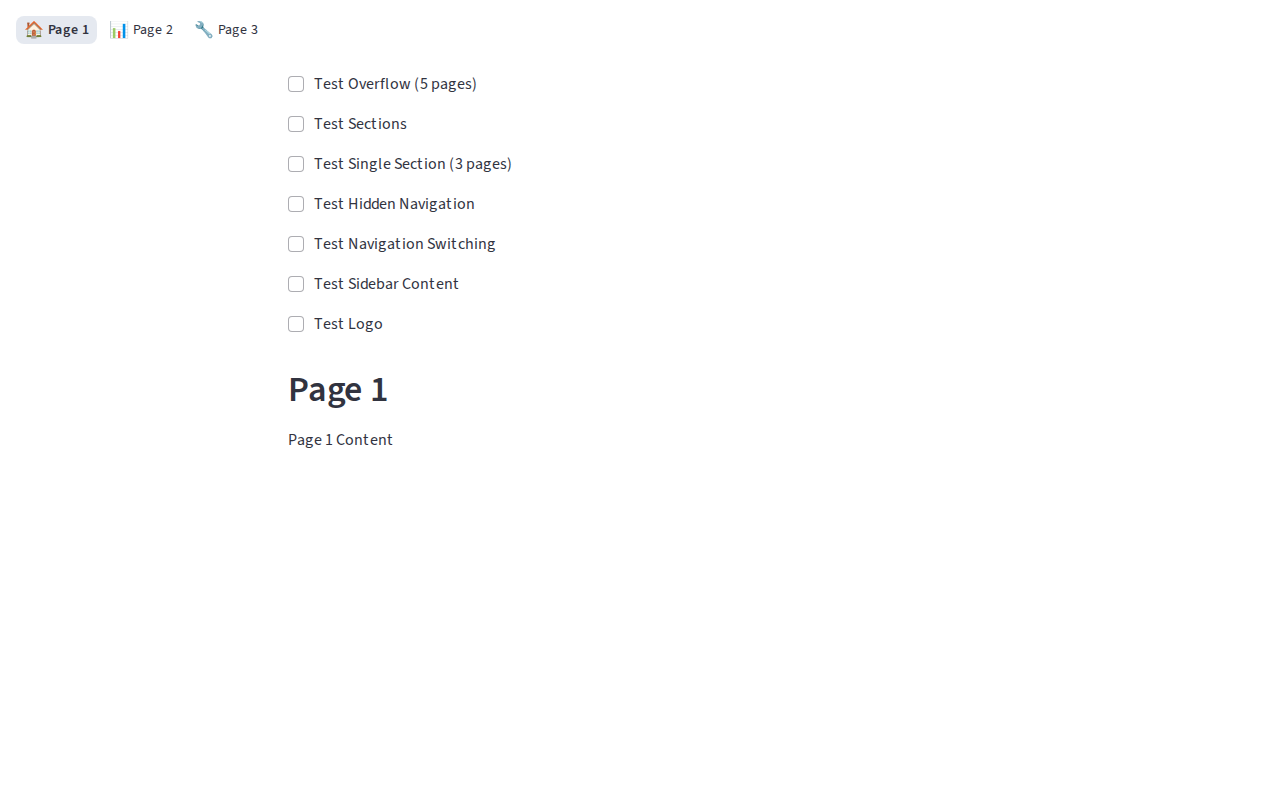 Page 1 Page 2 Page 3
Test Overflow (5 pages)
Test Sections
Test Single Section (3 pages)
Test Hidden Navigation
Test Navigation Switching
Test Sidebar Content
Test Logo
Page 1
Page 1 Content